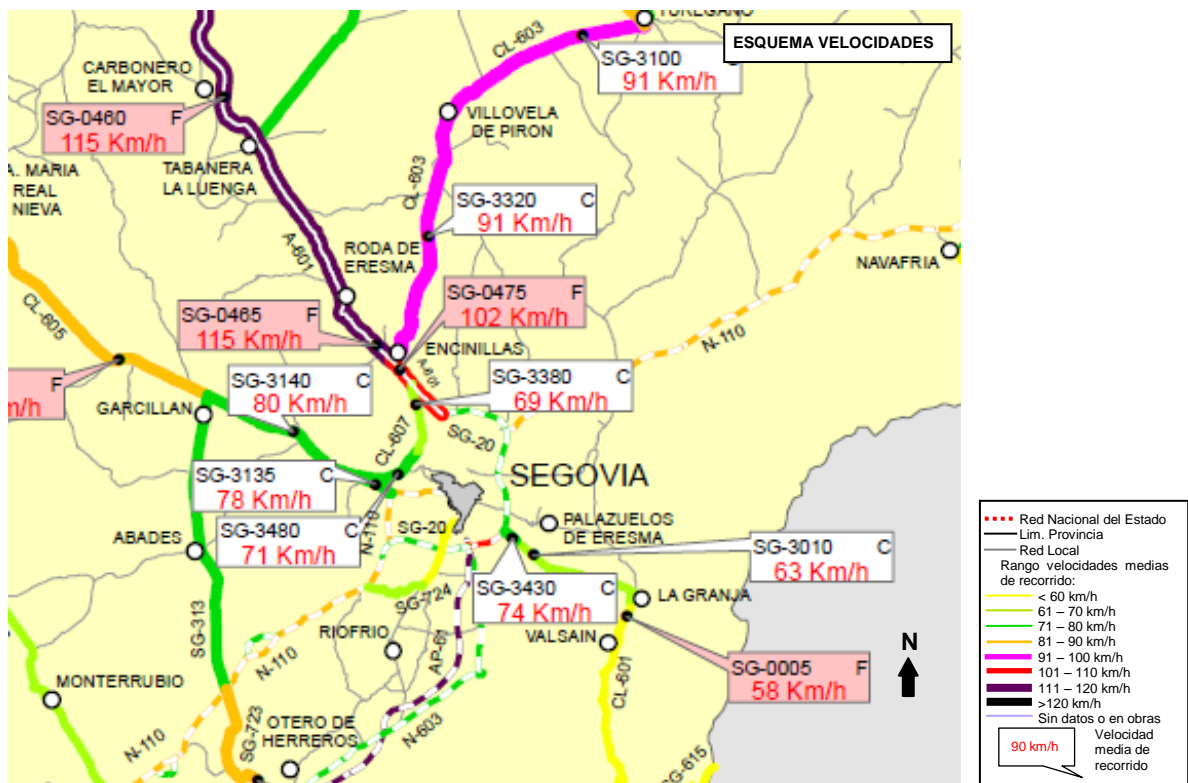 TUREGANO
ESQUEMA VELOCIDADES
CL-603
SG-3100 C
91 Km/h
CARBONERO
EL MAYOR
SG-0460 F
115 Km/h
VILLOVELA
DE PIRON
TABANERA
LA LUENGA
A. MARIA
REAL
NIEVA
CL-603
SG-3320 C
91 Km/h
A-601
RODA DE
ERESMA
NAVAFRIA
SG-0475 F
102 Km/h
CL-605
SG-0465 F
115 Km/h
ENCINILLAS
A-601
N-110
F
m/h
SG-3140 C
80 Km/h
SG-3380 C
69 Km/h
GARCILLAN
CL-607
SG-20
SG-3135 C
78 Km/h
SEGOVIA
SG-3480 C
71 Km/h
N-110
SG-20
PALAZUELOS
DE ERESMA
ABADES
SG-3010 C
63 Km/h
SG-3430 C
74 Km/h
SG-724
LA GRANJA
RIOFRIO
VALSAIN
SG-313
AP-61
N-110
CL-601
SG-0005 F
58 Km/h
MONTERRUBIO
SG-723
OTERO DE
HERREROS
N-603
N-110
SG-615
N
Red Nacional del Estado
Lim. Provincia
Red Local
Rango velocidades medias
de recorrido:
< 60 km/h
61 – 70 km/h
71 – 80 km/h
81 – 90 km/h
91 – 100 km/h
101 – 110 km/h
111 – 120 km/h
>120 km/h
Sin datos o en obras
90 km/h
Velocidad
media de
recorrido